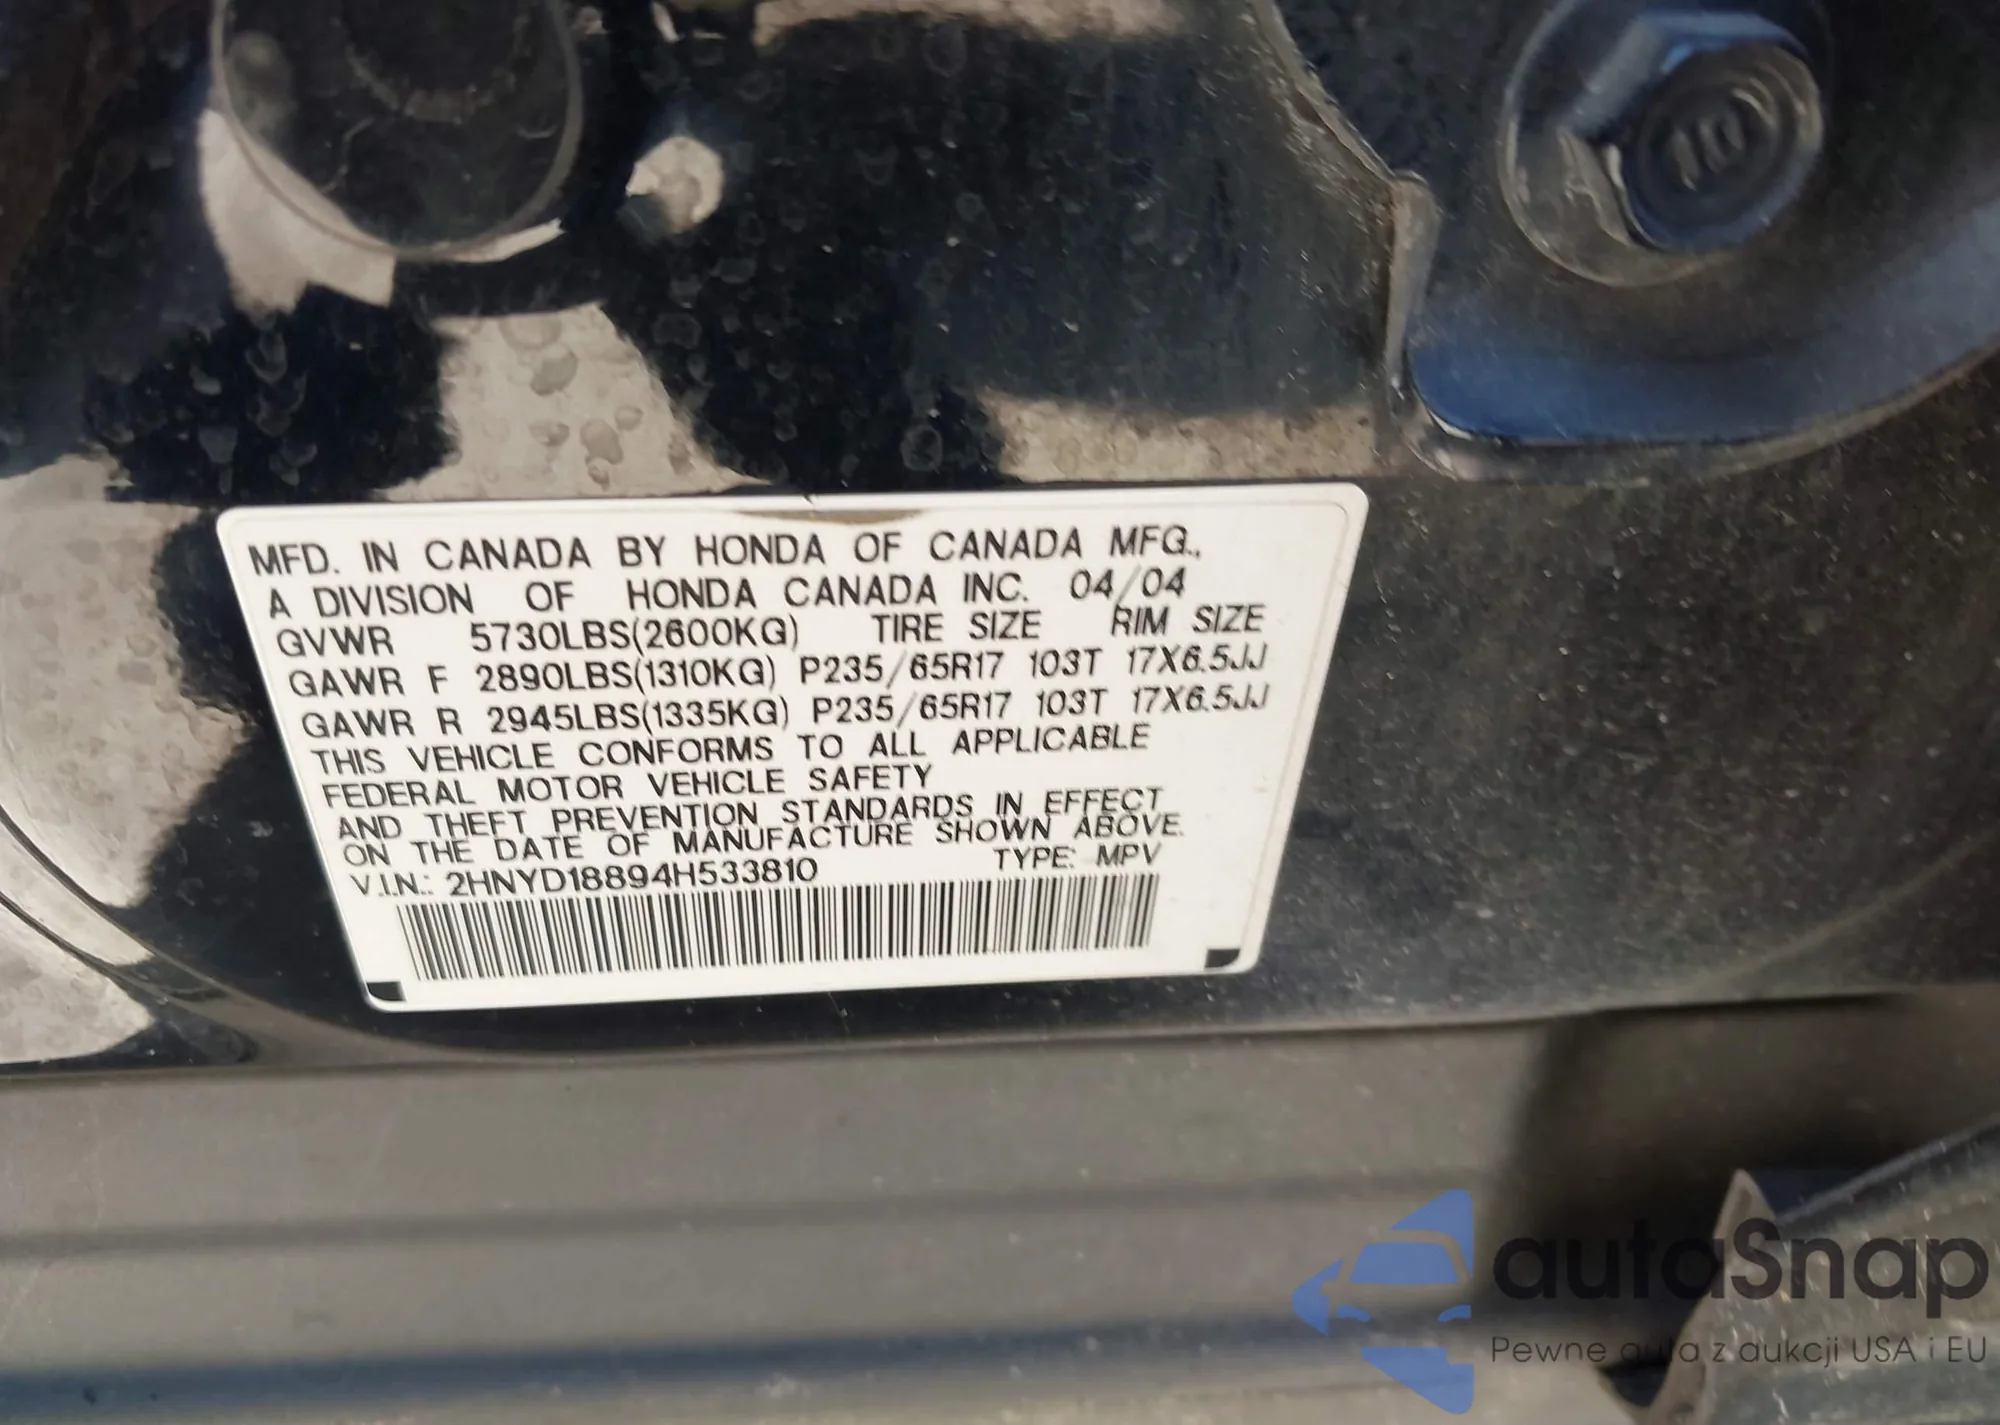 MFD. IN CANADA BY HONDA OF CANADA MFG.,
A DIVISION OF HONDA CANADA INC. 04/04
GVWR 5730LBS(2600KG) TIRE SIZE RIM SIZE
GAWR F 2890LBS(1310KG) P235/65R17 103T 17X6.5JJ
GAWR R 2945LBS(1335KG) P235/65R17 103T 17X6.5JJ
THIS VEHICLE CONFORMS TO ALL APPLICABLE
FEDERAL MOTOR VEHICLE SAFETY
AND THEFT PREVENTION STANDARDS IN EFFECT
ON THE DATE OF MANUFACTURE SHOWN ABOVE.
V.I.N.: 2HNYD18894H533810 TYPE: MPV
autaSnap
Pewne auta z aukcji USA i EU